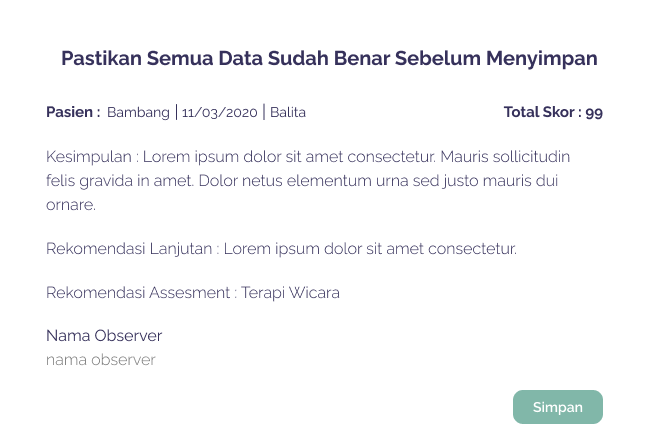 Pastikan Semua Data Sudah Benar Sebelum Menyimpan
Pasien : Bambang | 11/03/2020 | Balita Total Skor : 99
Kesimpulan : Lorem ipsum dolor sit amet consectetur. Mauris sollicitudin
felis gravida in amet. Dolor netus elementum urna sed justo mauris dui
ornare.
Rekomendasi Lanjutan : Lorem ipsum dolor sit amet consectetur.
Rekomendasi Assesment : Terapi Wicara
Nama Observer
nama observer
Simpan